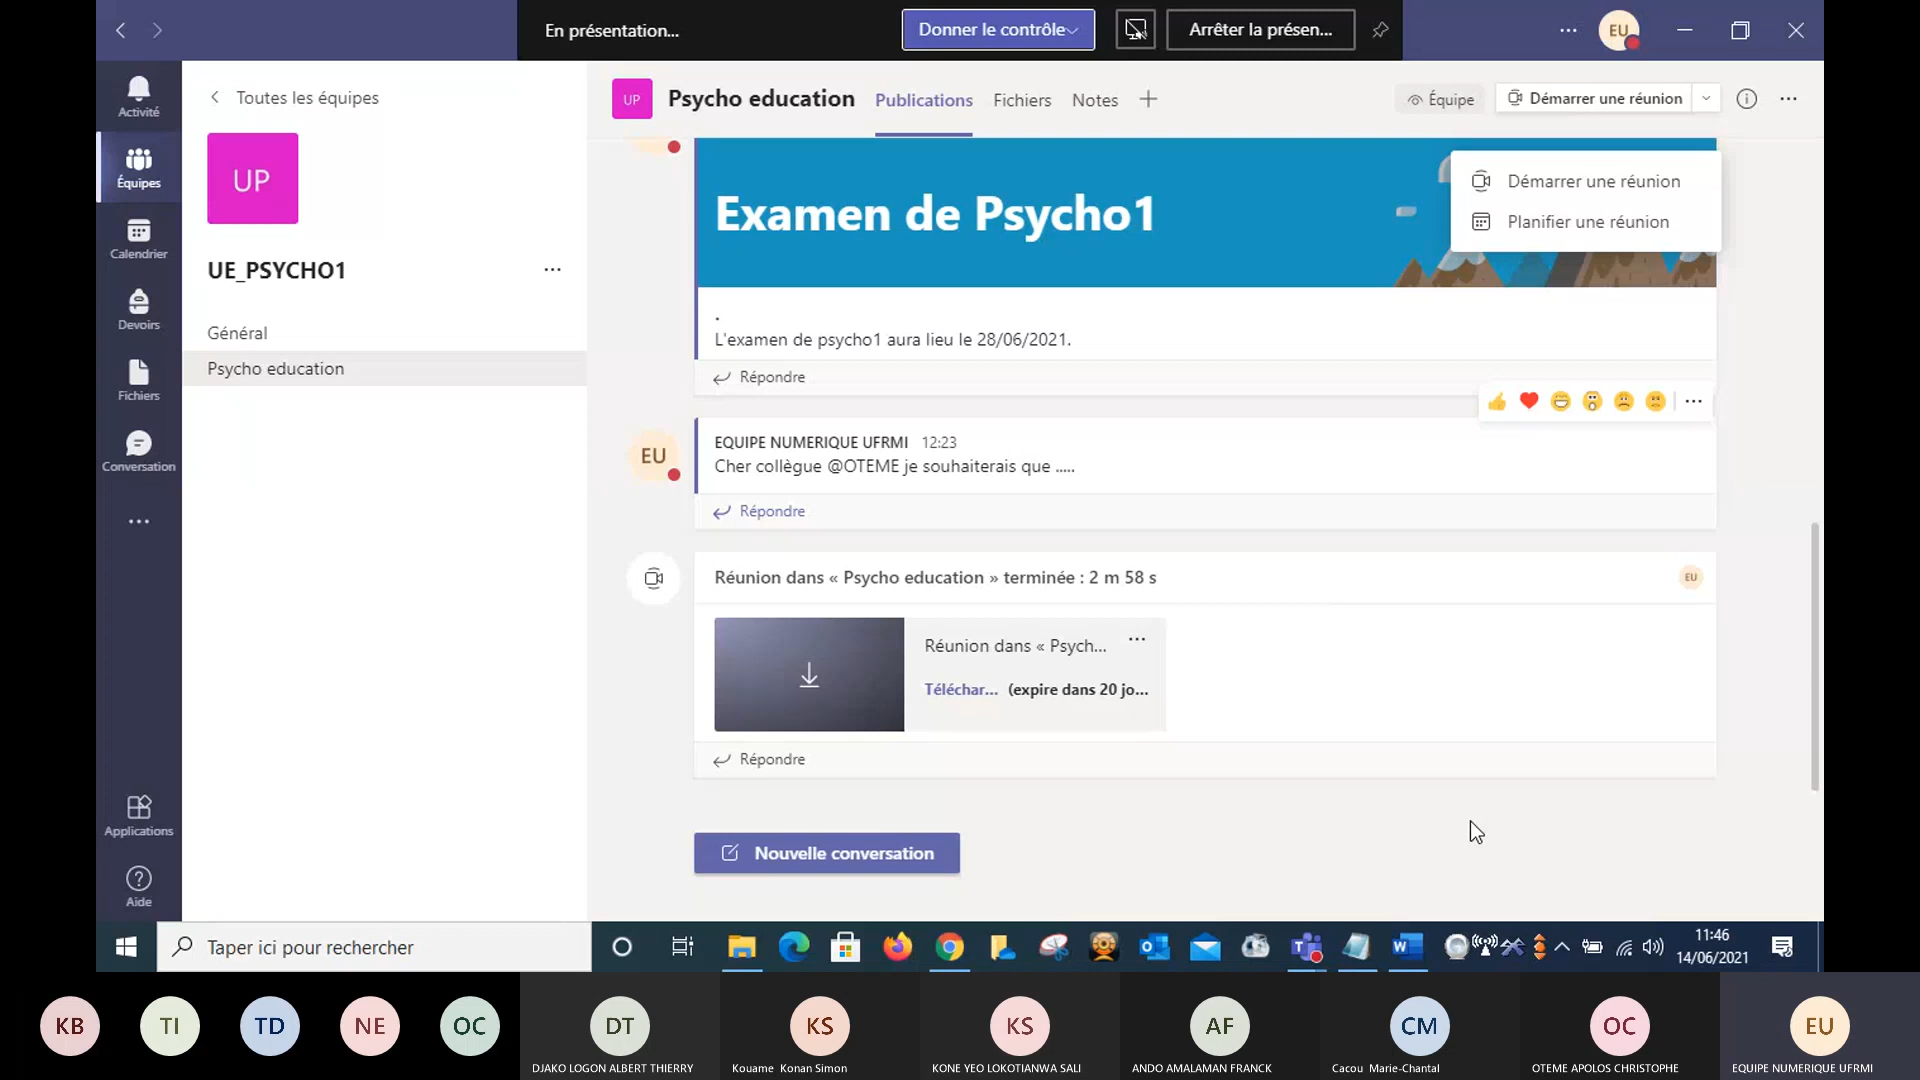 En présentation...
Donner le contrôle
Arrêter la présen...
EU
Activité
Équipes
Calendrier
Devoirs
Fichiers
Conversation
Applications
Aide
Toutes les équipes
UP
UE_PSYCHO1
Général
Psycho education
UP
Psycho education
Publications
Fichiers
Notes
Équipe
Démarrer une réunion
Démarrer une réunion
Planifier une réunion
Examen de Psycho1
.
L'examen de psycho1 aura lieu le 28/06/2021.
Répondre
EU
EQUIPE NUMERIQUE UFRMI 12:23
Cher collègue @OTEME je souhaiterais que .....
Répondre
Réunion dans « Psycho education » terminée : 2 m 58 s
EU
Réunion dans « Psych...
Téléchar... (expire dans 20 jo...
Répondre
Nouvelle conversation
Taper ici pour rechercher
11:46
14/06/2021
KB
TI
TD
NE
OC
DT
DJAKO LOGON ALBERT THIERRY
KS
Kouame Konan Simon
KS
KONE YEO LOKOTIANWA SALI
AF
ANDO AMALAMAN FRANCK
CM
Cacou Marie-Chantal
OC
OTEME APOLOS CHRISTOPHE
EU
EQUIPE NUMERIQUE UFRMI